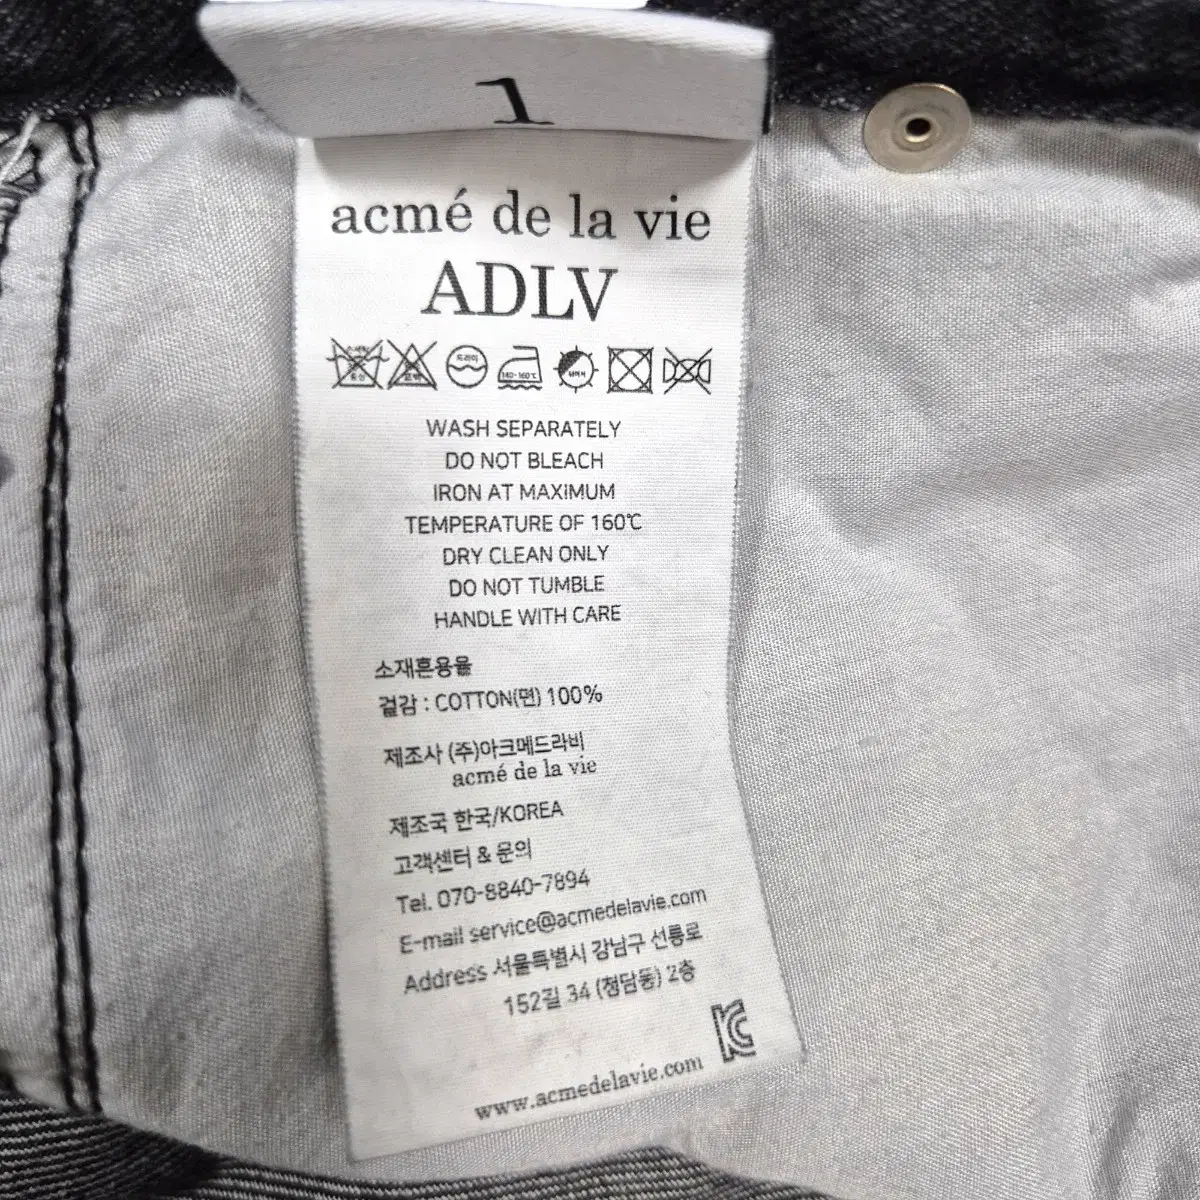 1
acmé de la vie
ADLV
드라이
140~160℃
WASH SEPARATELY
DO NOT BLEACH
IRON AT MAXIMUM
TEMPERATURE OF 160℃
DRY CLEAN ONLY
DO NOT TUMBLE
HANDLE WITH CARE
소재혼용율
겉감 : COTTON(면) 100%
제조사 (주)아크메드라비
acmé de la vie
제조국 한국/KOREA
고객센터 & 문의
Tel. 070-8840-7894
E-mail service@acmedelavie.com
Address 서울특별시 강남구 선릉로
152길 34 (청담동) 2층
www.acmedelavie.com